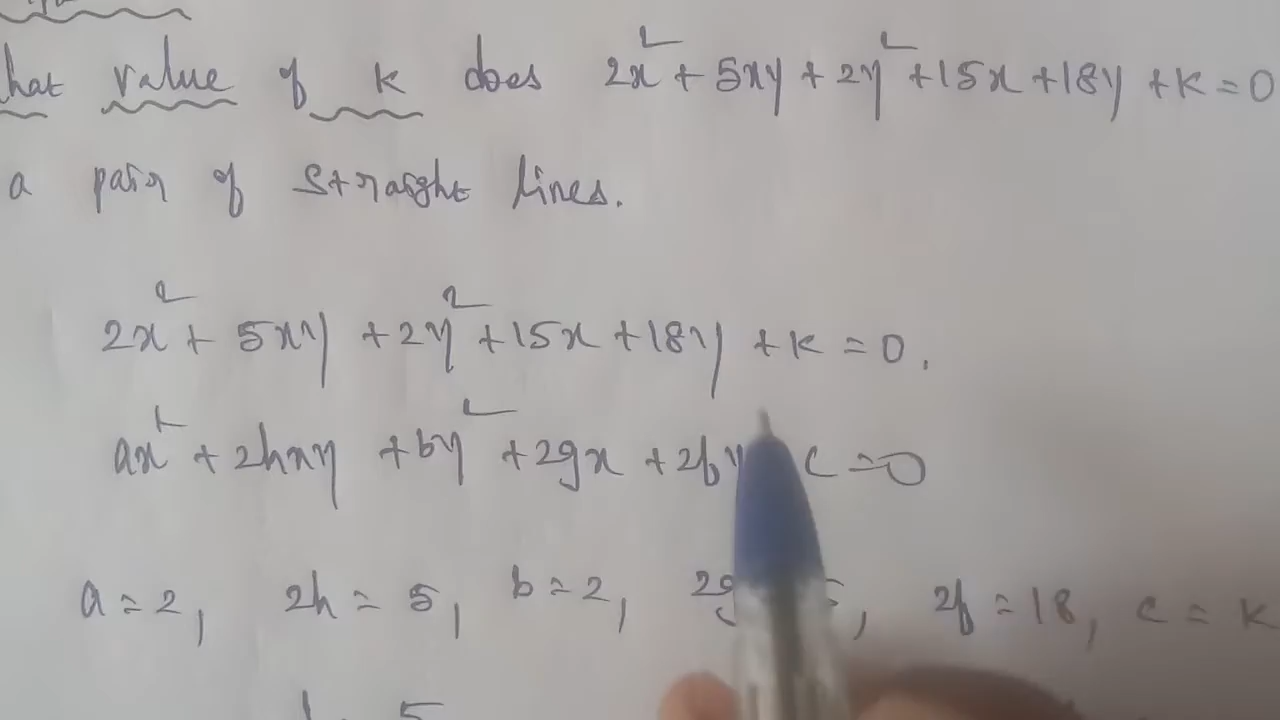 hat value of k does 2x² + 5xy + 2y² + 15x + 18y + k = 0
a pair of straight lines.
2x² + 5xy + 2y² + 15x + 18y + k = 0.
ax² + 2hxy + by² + 2gx + 2fy c = 0
a = 2, 2h = 5, b = 2, 2g , 2f = 18, c = k